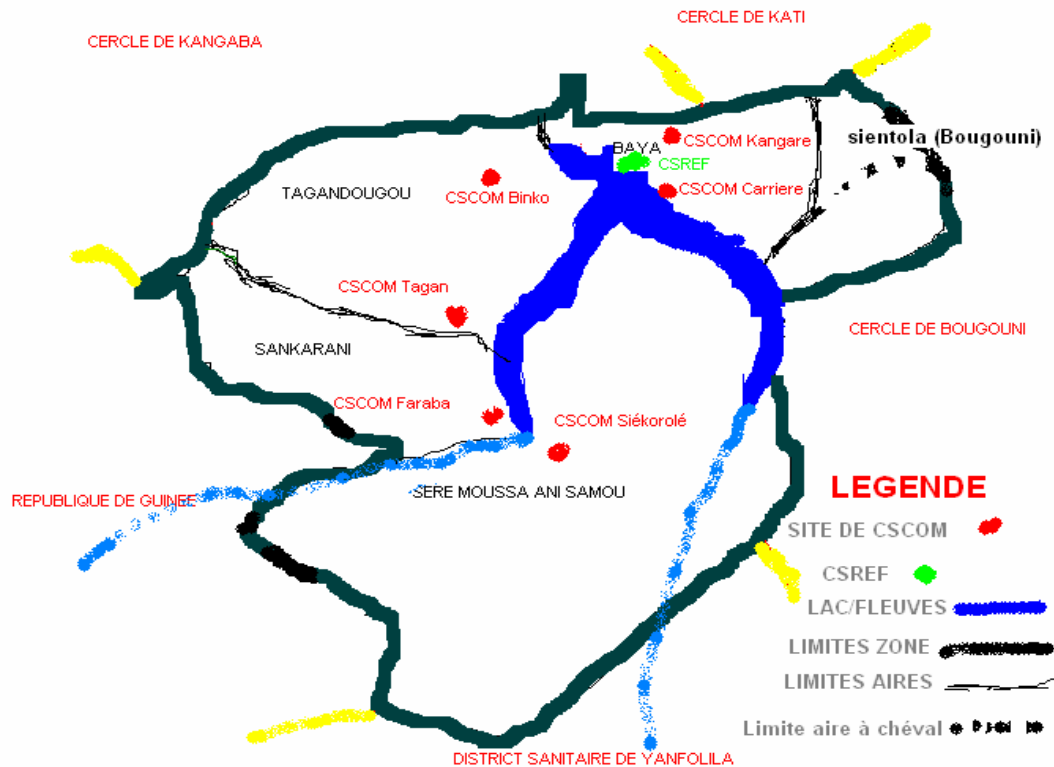 CERCLE DE KATI
CERCLE DE KANGABA
sientola (Bougouni)
CSCOM Kangare
BAYA
CSREF
CSCOM Carriere
TAGANDOUGOU
CSCOM Binko
CSCOM Tagan
CERCLE DE BOUGOUNI
SANKARANI
CSCOM Faraba
CSCOM Siékorolé
SERE MOUSSA ANI SAMOU
REPUBLIQUE DE GUINEE
LEGENDE
SITE DE CSCOM
CSREF
LAC/FLEUVES
LIMITES ZONE
LIMITES AIRES
Limite aire à chéval
DISTRICT SANITAIRE DE YANFOLILA